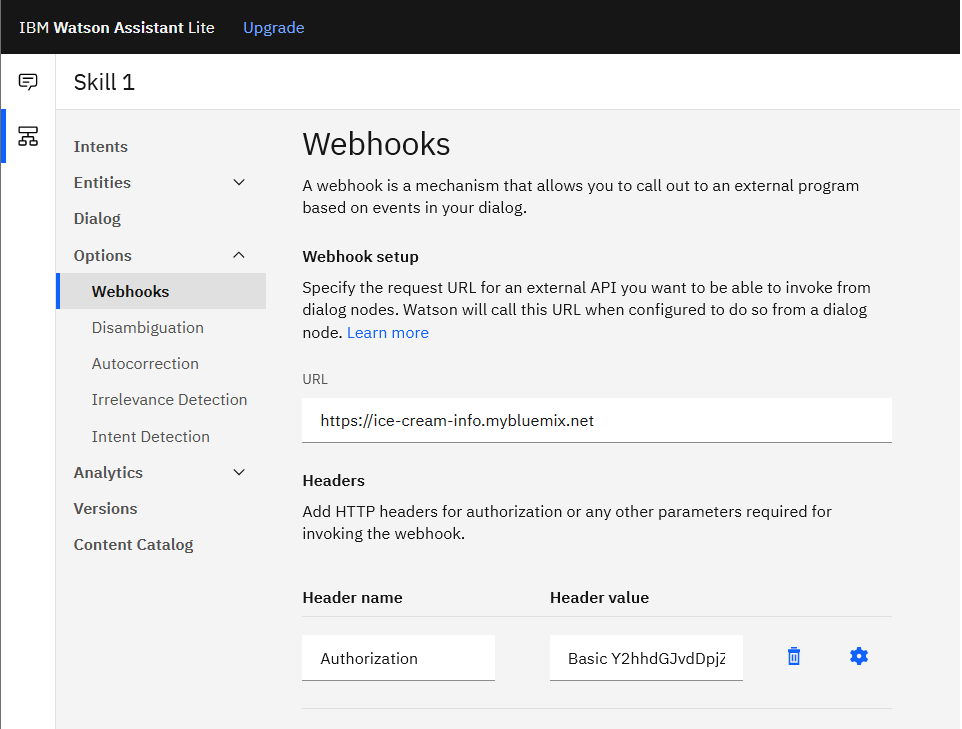 IBM Watson Assistant Lite Upgrade
Skill 1
Intents
Entities
Dialog
Options
Webhooks
Disambiguation
Autocorrection
Irrelevance Detection
Intent Detection
Analytics
Versions
Content Catalog
Webhooks
A webhook is a mechanism that allows you to call out to an external program
based on events in your dialog.
Webhook setup
Specify the request URL for an external API you want to be able to invoke from
dialog nodes. Watson will call this URL when configured to do so from a dialog
node. Learn more
URL
https://ice-cream-info.mybluemix.net
Headers
Add HTTP headers for authorization or any other parameters required for
invoking the webhook.
Header name Header value
Authorization Basic Y2hhdGJvdDpjZ